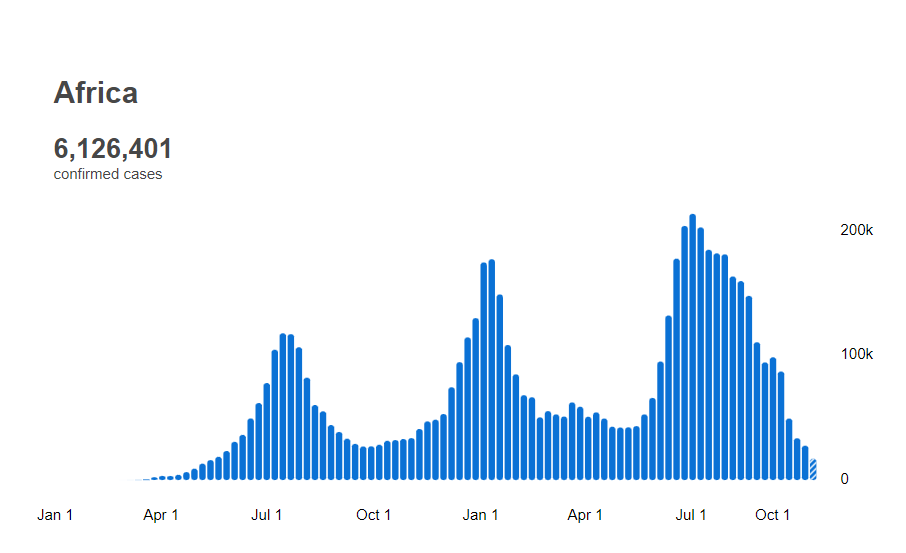 Africa
6,126,401
confirmed cases
200k
100k
0
Jan 1 Apr 1 Jul 1 Oct 1 Jan 1 Apr 1 Jul 1 Oct 1